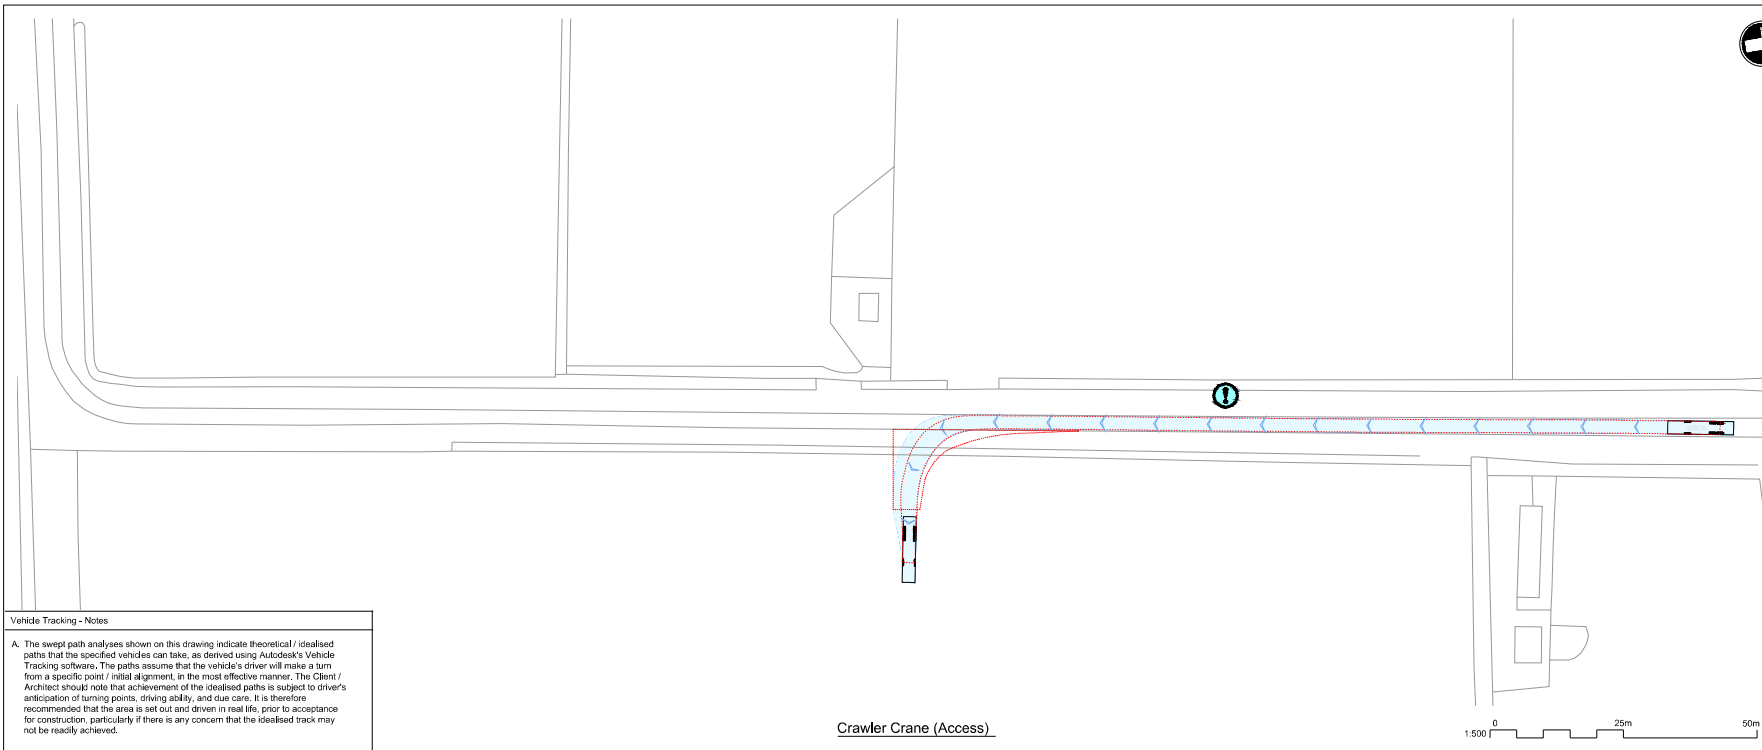 Vehicle Tracking - Notes
A. The swept path analyses shown on this drawing indicate theoretical / idealised
paths that the specified vehicles can take, as derived using Autodesk's Vehicle
Tracking software. The paths assume that the vehicle's driver will make a turn
from a specific point / initial alignment, in the most effective manner. The Client /
Architect should note that achievement of the idealised paths is subject to driver's
anticipation of turning points, driving ability, and due care. It is therefore
recommended that the area is set out and driven in real life, prior to acceptance
for construction, particularly if there is any concern that the idealised track may
not be readily achieved.
Crawler Crane (Access)
0 25m 50m
1:500